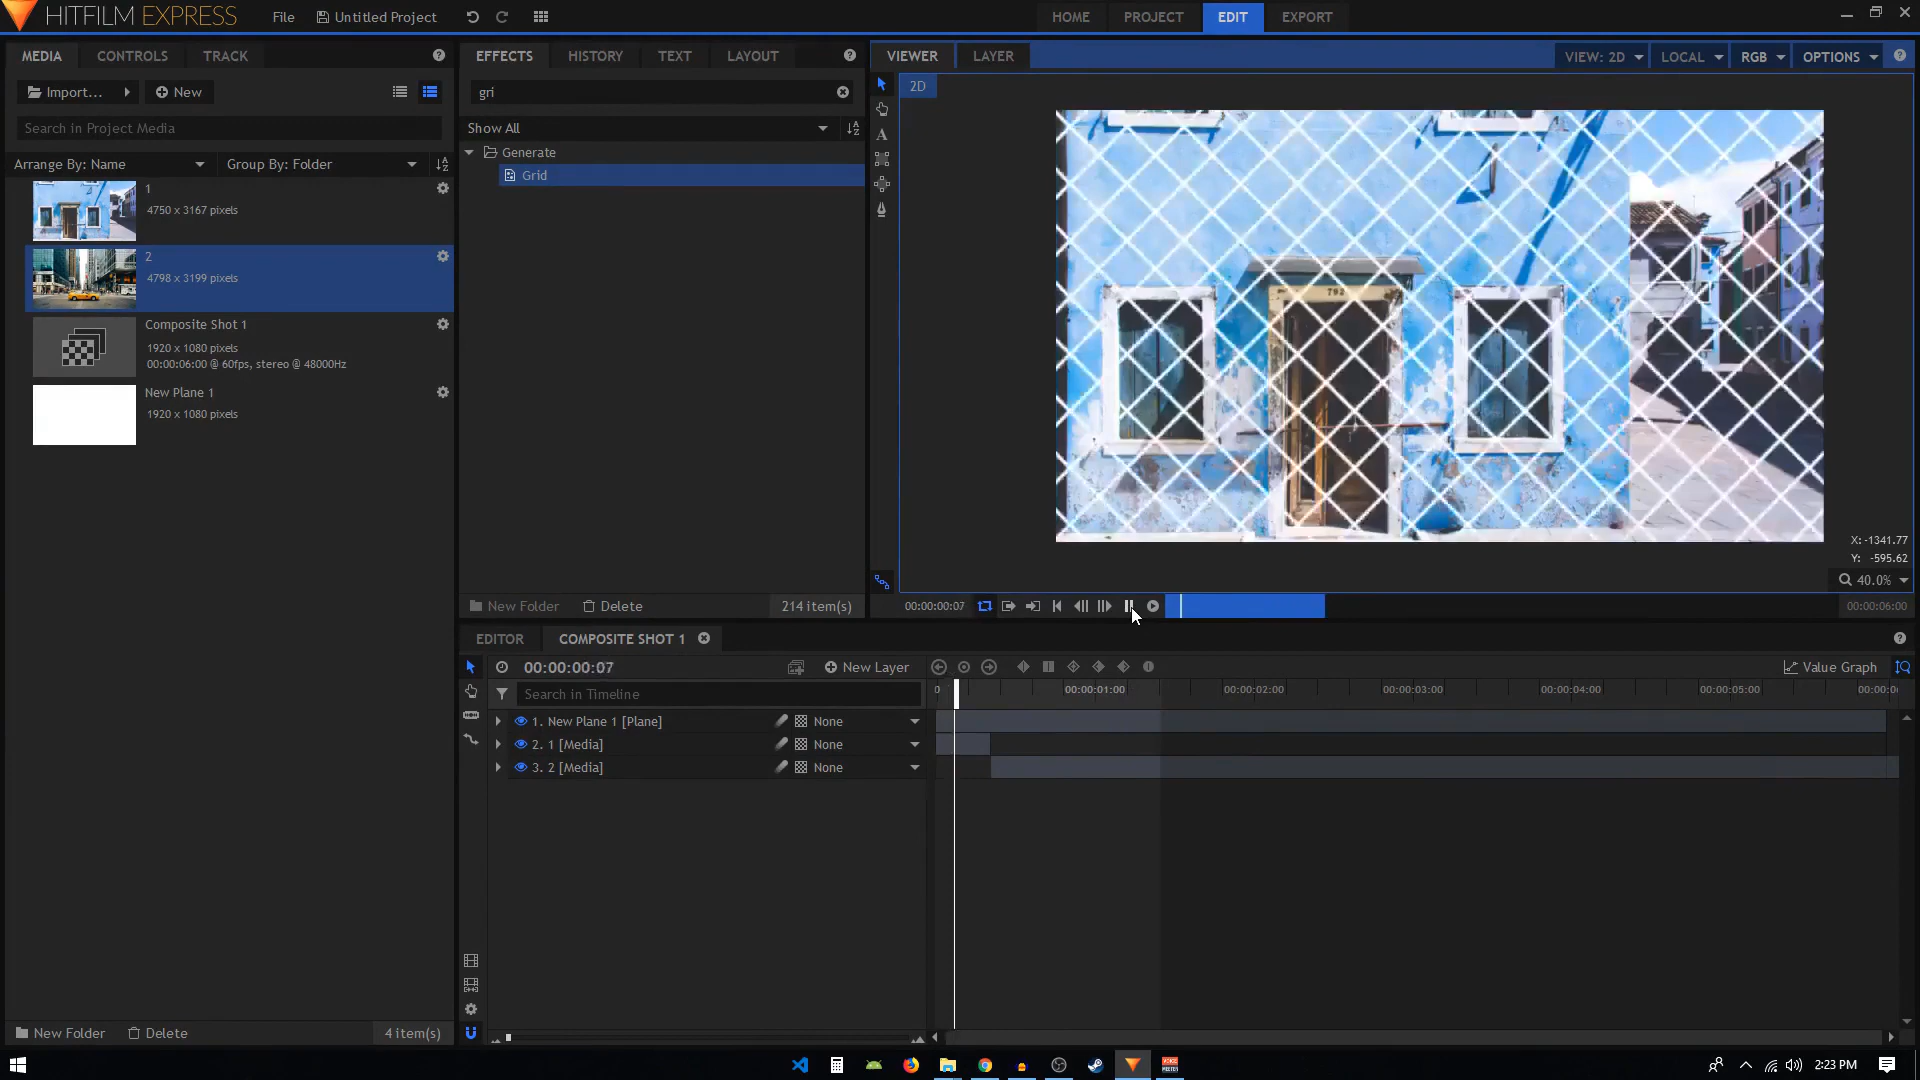 HITFILM EXPRESS
File
Untitled Project
HOME
PROJECT
EDIT
EXPORT
MEDIA
CONTROLS
TRACK
EFFECTS
HISTORY
TEXT
LAYOUT
VIEWER
LAYER
VIEW: 2D
LOCAL
RGB
OPTIONS
Import...
New
gri
2D
Search in Project Media
Show All
Arrange By: Name
Group By: Folder
Generate
Grid
1
4750 x 3167 pixels
2
4798 x 3199 pixels
Composite Shot 1
1920 x 1080 pixels
00:00:06:00 @ 60fps, stereo @ 48000Hz
New Plane 1
1920 x 1080 pixels
792
X: -1341.77
Y: -595.62
40.0%
New Folder
Delete
214 item(s)
00:00:00:07
00:00:06:00
EDITOR
COMPOSITE SHOT 1
00:00:00:07
New Layer
Value Graph
Search in Timeline
0
00:00:01:00
00:00:02:00
00:00:03:00
00:00:04:00
00:00:05:00
1. New Plane 1 [Plane]
None
2. 1 [Media]
None
3. 2 [Media]
None
New Folder
Delete
4 item(s)
2:23 PM